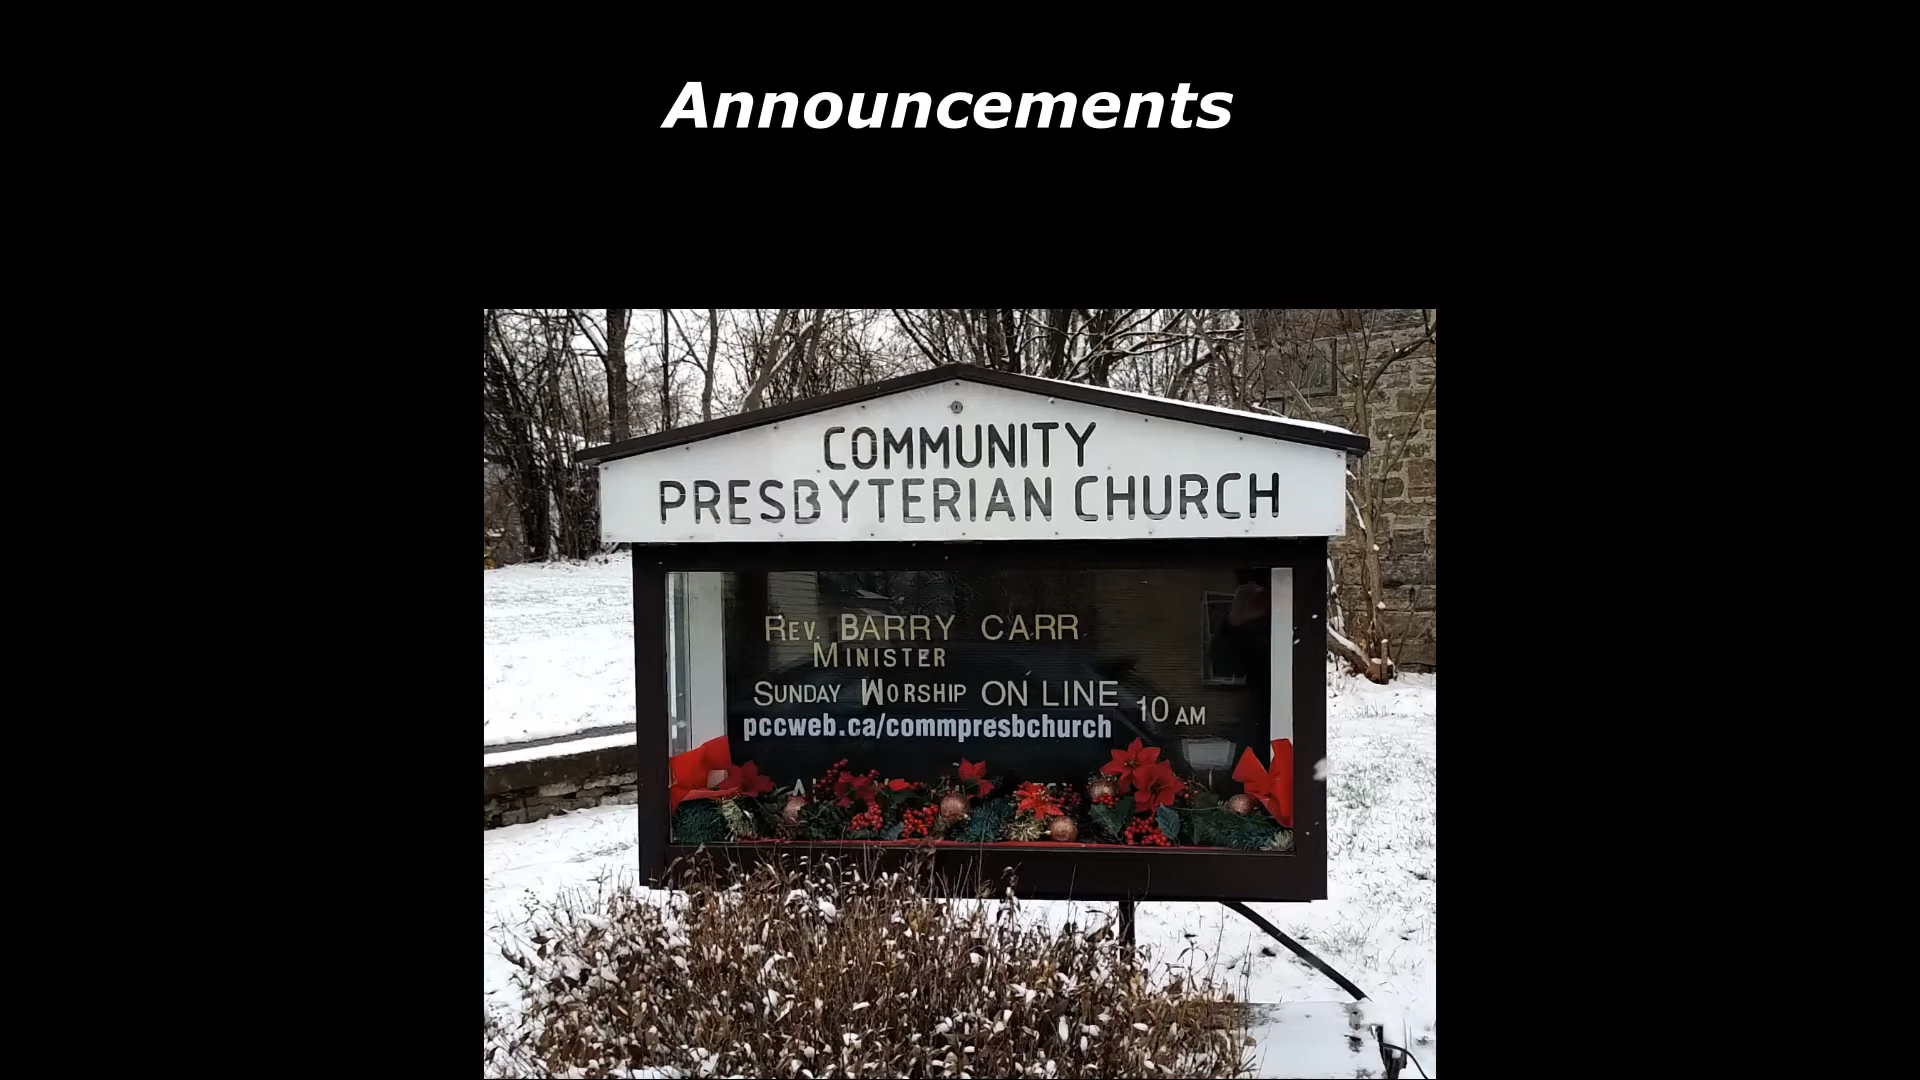 Announcements
COMMUNITY
PRESBYTERIAN CHURCH
REV. BARRY CARR
MINISTER
SUNDAY WORSHIP ON LINE 10 AM
pccweb.ca/commpresbchurch